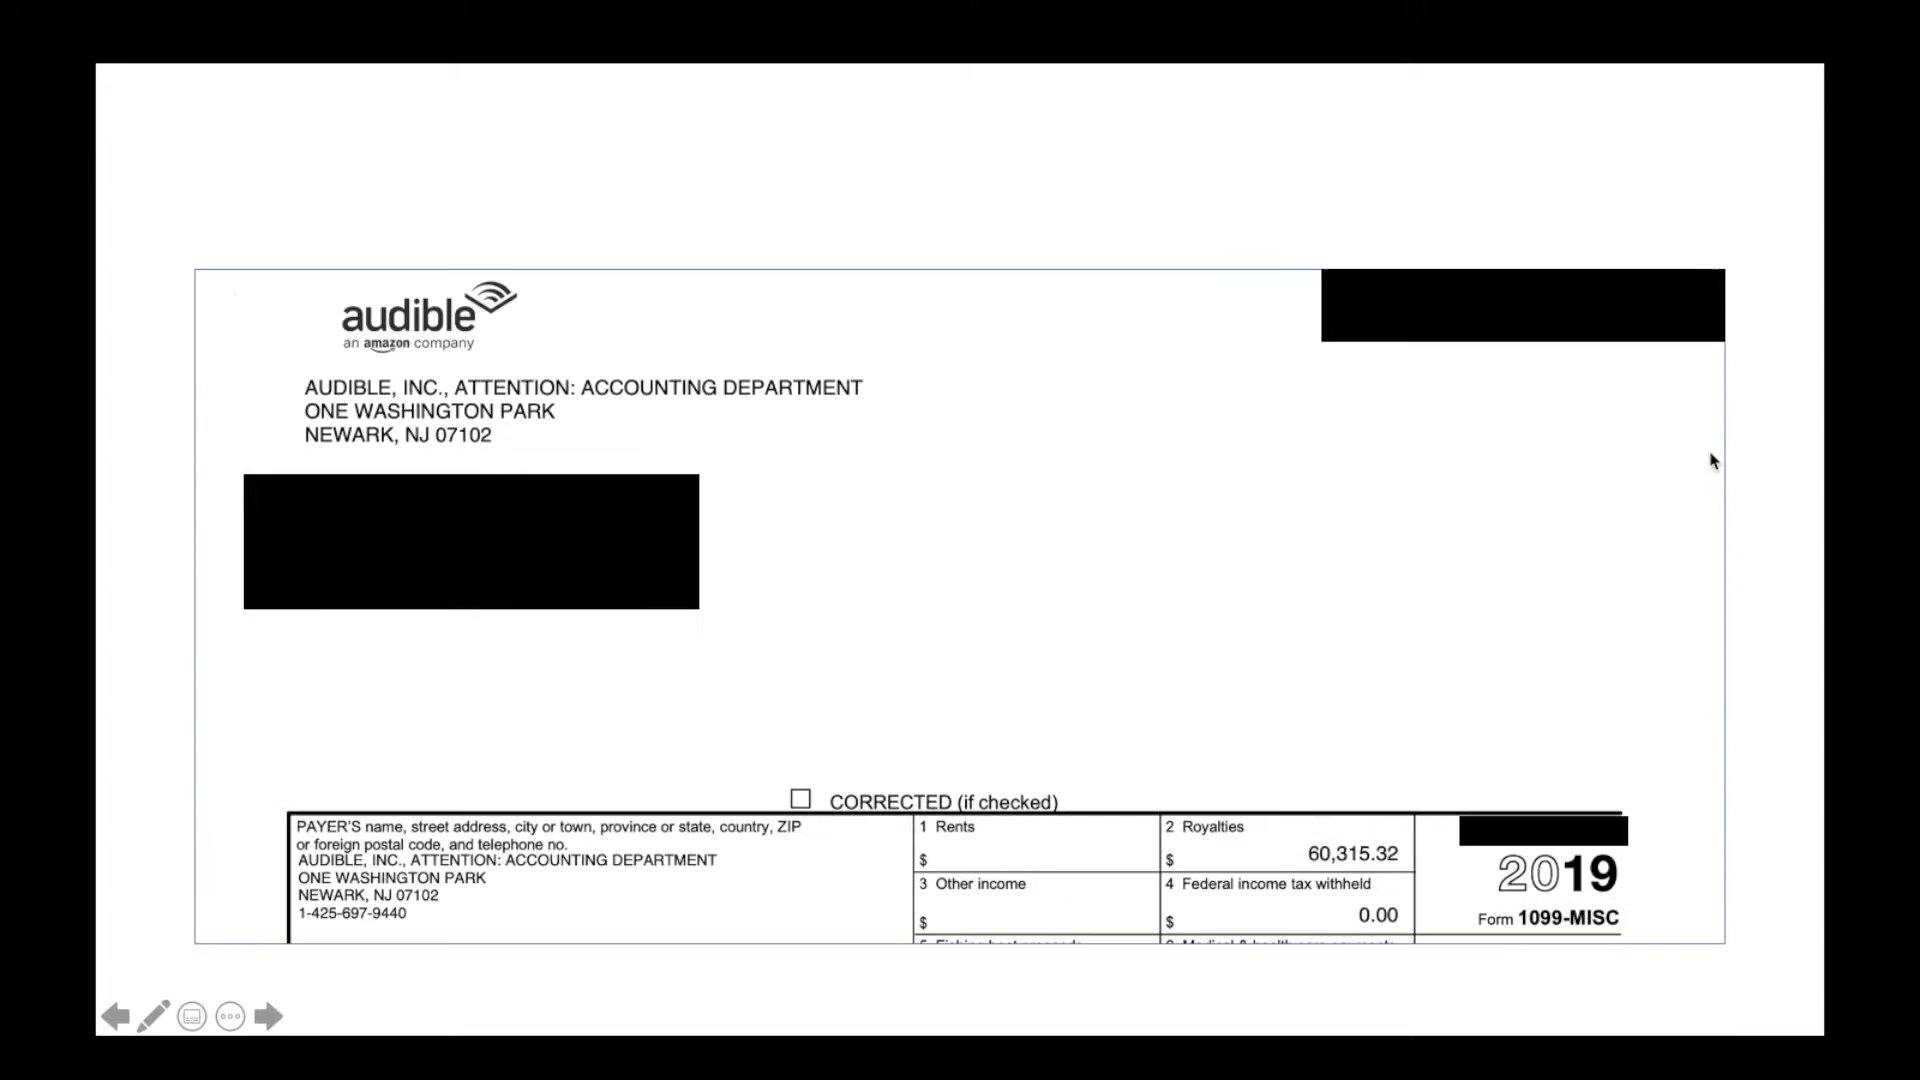 audible
an amazon company
AUDIBLE, INC., ATTENTION: ACCOUNTING DEPARTMENT
ONE WASHINGTON PARK
NEWARK, NJ 07102
CORRECTED (if checked)
PAYER'S name, street address, city or town, province or state, country, ZIP
or foreign postal code, and telephone no.
AUDIBLE, INC., ATTENTION: ACCOUNTING DEPARTMENT
ONE WASHINGTON PARK
NEWARK, NJ 07102
1-425-697-9440
1 Rents
$
2 Royalties
$ 60,315.32
3 Other income
$
4 Federal income tax withheld
$ 0.00
2019
Form 1099-MISC